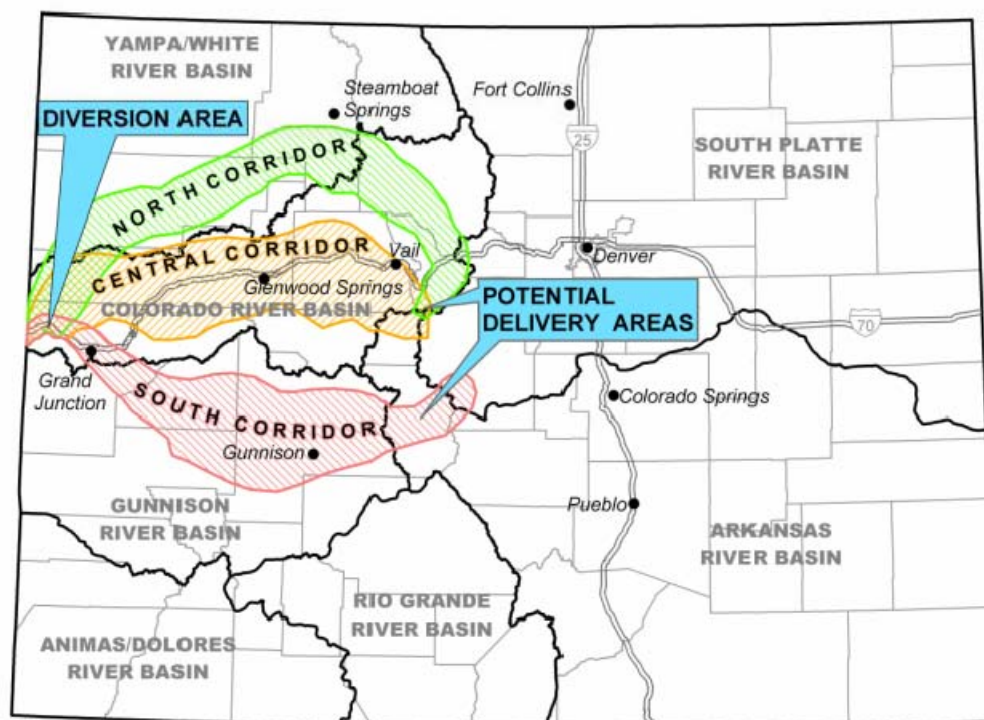 YAMPA/WHITE
RIVER BASIN
Steamboat
Springs
Fort Collins
DIVERSION AREA
25
SOUTH PLATTE
RIVER BASIN
NORTH CORRIDOR
CENTRAL CORRIDOR
Vail
Denver
Glenwood Springs
COLORADO RIVER BASIN
POTENTIAL
DELIVERY AREAS
70
Grand
Junction
SOUTH CORRIDOR
Colorado Springs
Gunnison
Pueblo
GUNNISON
RIVER BASIN
ARKANSAS
RIVER BASIN
RIO GRANDE
RIVER BASIN
ANIMAS/DOLORES
RIVER BASIN